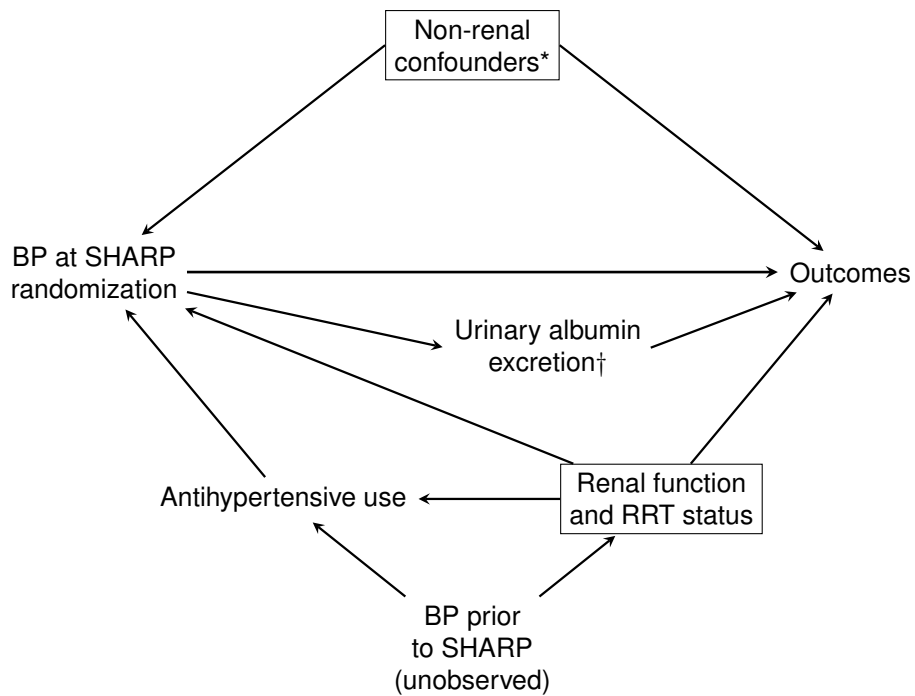 Non-renal
confounders*
BP at SHARP
randomization
Outcomes
Urinary albumin
excretion†
Antihypertensive use
Renal function
and RRT status
BP prior
to SHARP
(unobserved)